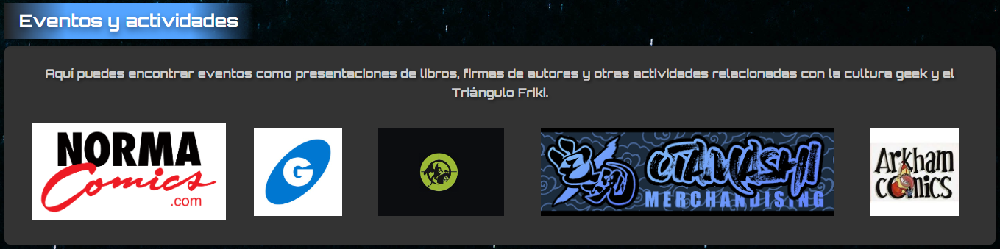 Eventos y actividades
Aquí puedes encontrar eventos como presentaciones de libros, firmas de autores y otras actividades relacionadas con la cultura geek y el
Triángulo Friki.
NORMA
Comics
.com
G
OTAMASHI
MERCHANDISING
Arkham
comics